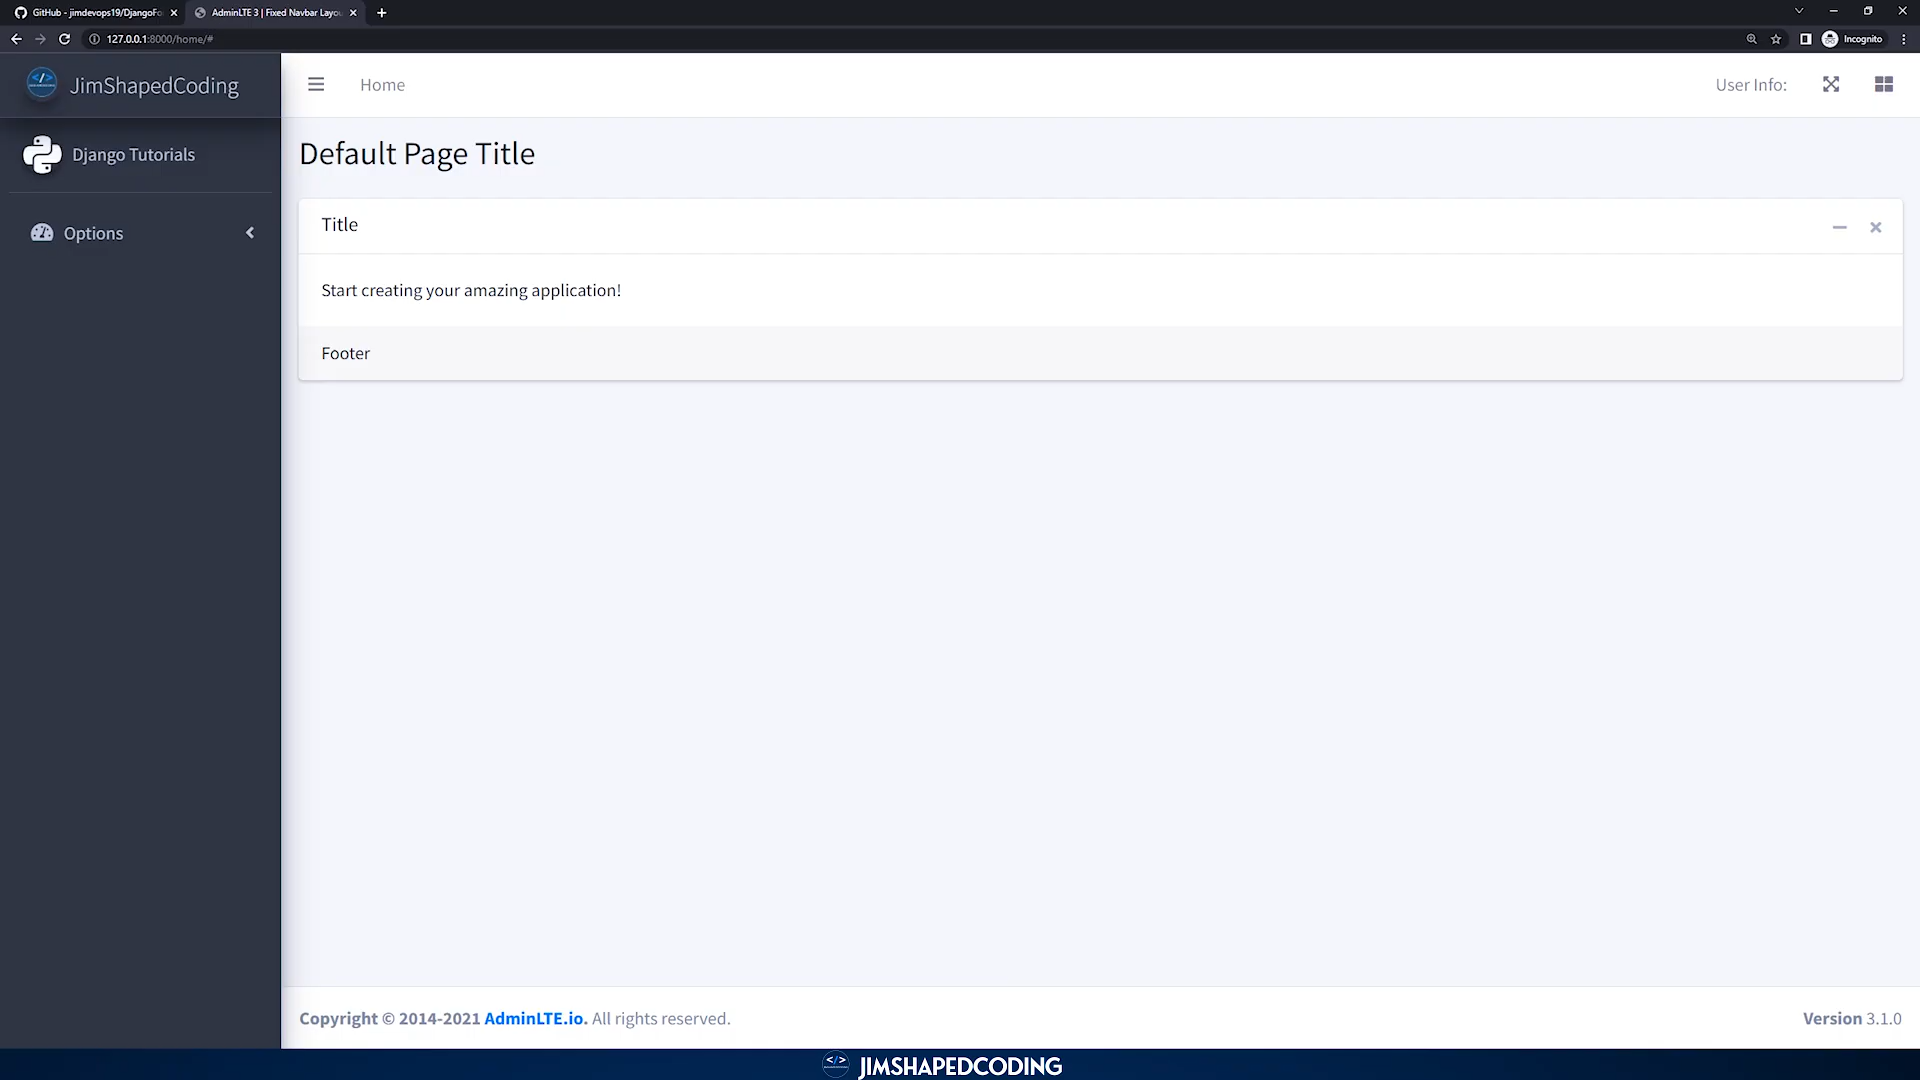 GitHub - jimdevops19/DjangoFo
AdminLTE 3 | Fixed Navbar Layou
127.0.0.1:8000/home/#
Incognito
JimShapedCoding
Home
User Info:
Django Tutorials
Default Page Title
Options
Title
Start creating your amazing application!
Footer
Copyright © 2014-2021 AdminLTE.io. All rights reserved.
Version 3.1.0
</> JIMSHAPEDCODING